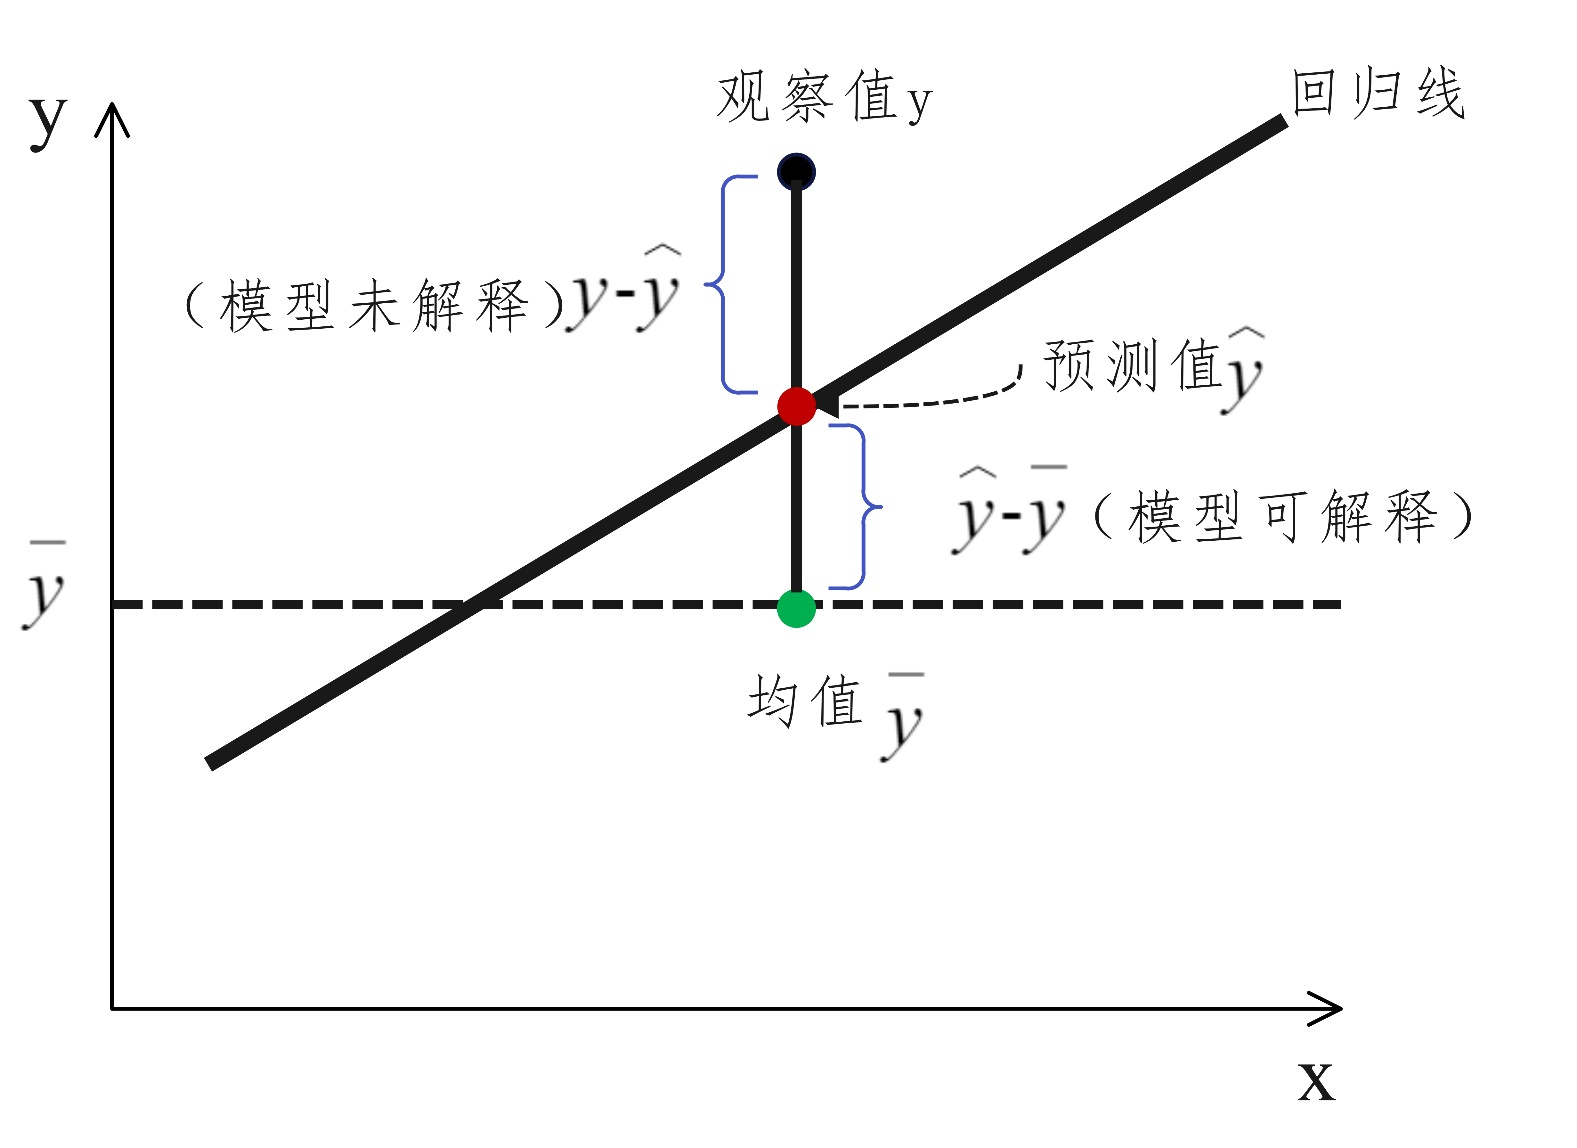 观察值y
回归线
y
（模型未解释）y-ŷ
预测值ŷ
ŷ-ȳ（模型可解释）
ȳ
均值 ȳ
x